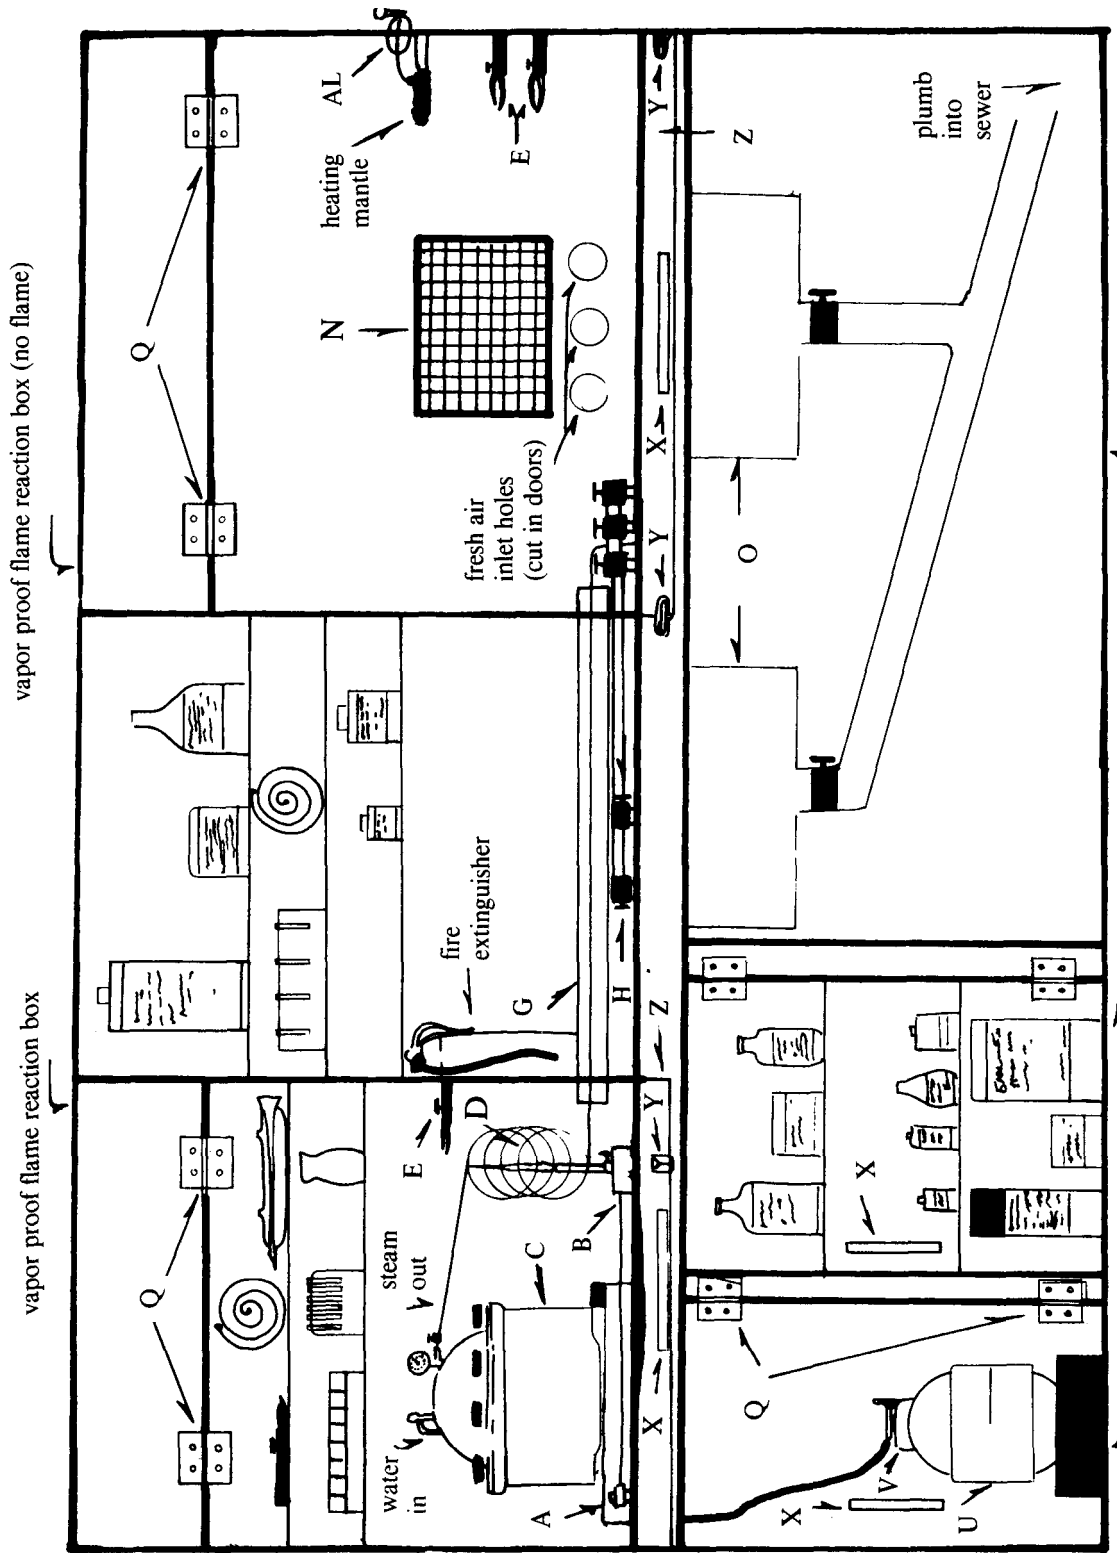 vapor proof flame reaction box
vapor proof flame reaction box (no flame)
Q
Q
N
AL
heating
mantle
E
water
in
steam
out
E
D
C
B
A
fire
extinguisher
G
H
fresh air
inlet holes
(cut in doors)
X
Y
Z
Y
X
Y
Z
Q
X
V
U
X
O
plumb
into
sewer